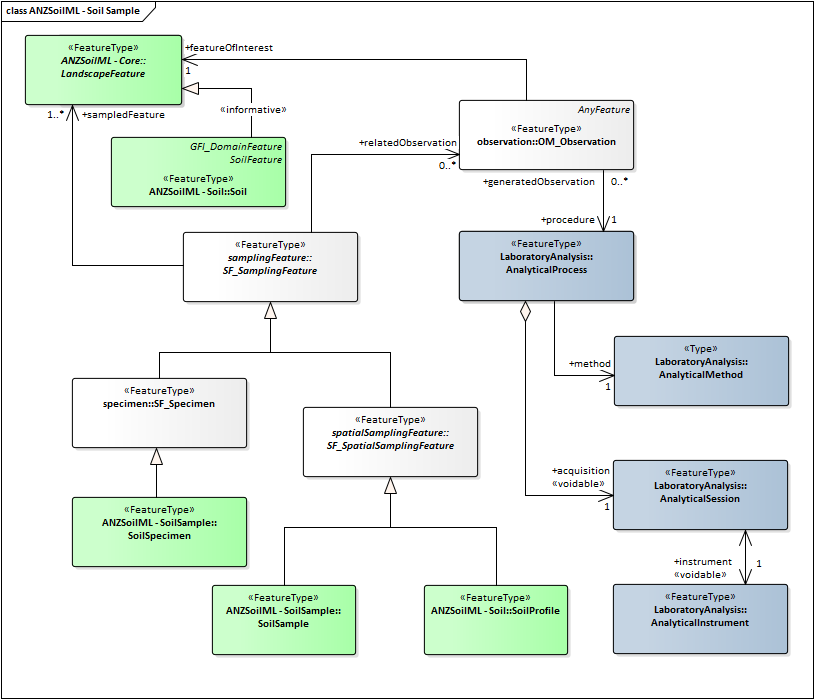 class ANZSoilML - Soil Sample
«FeatureType»
ANZSoilML - Core::
LandscapeFeature
+featureOfInterest
1
1..*
+sampledFeature
«informative»
GFI_DomainFeature
SoilFeature
«FeatureType»
ANZSoilML - Soil::Soil
AnyFeature
«FeatureType»
observation::OM_Observation
+relatedObservation
0..*
+generatedObservation
0..*
+procedure
1
«FeatureType»
samplingFeature::
SF_SamplingFeature
«FeatureType»
LaboratoryAnalysis::
AnalyticalProcess
«Type»
LaboratoryAnalysis::
AnalyticalMethod
+method
1
«FeatureType»
specimen::SF_Specimen
«FeatureType»
spatialSamplingFeature::
SF_SpatialSamplingFeature
+acquisition
«voidable»
1
«FeatureType»
LaboratoryAnalysis::
AnalyticalSession
«FeatureType»
ANZSoilML - SoilSample::
SoilSpecimen
+instrument
«voidable»
1
«FeatureType»
ANZSoilML - SoilSample::
SoilSample
«FeatureType»
ANZSoilML - Soil::SoilProfile
«FeatureType»
LaboratoryAnalysis::
AnalyticalInstrument